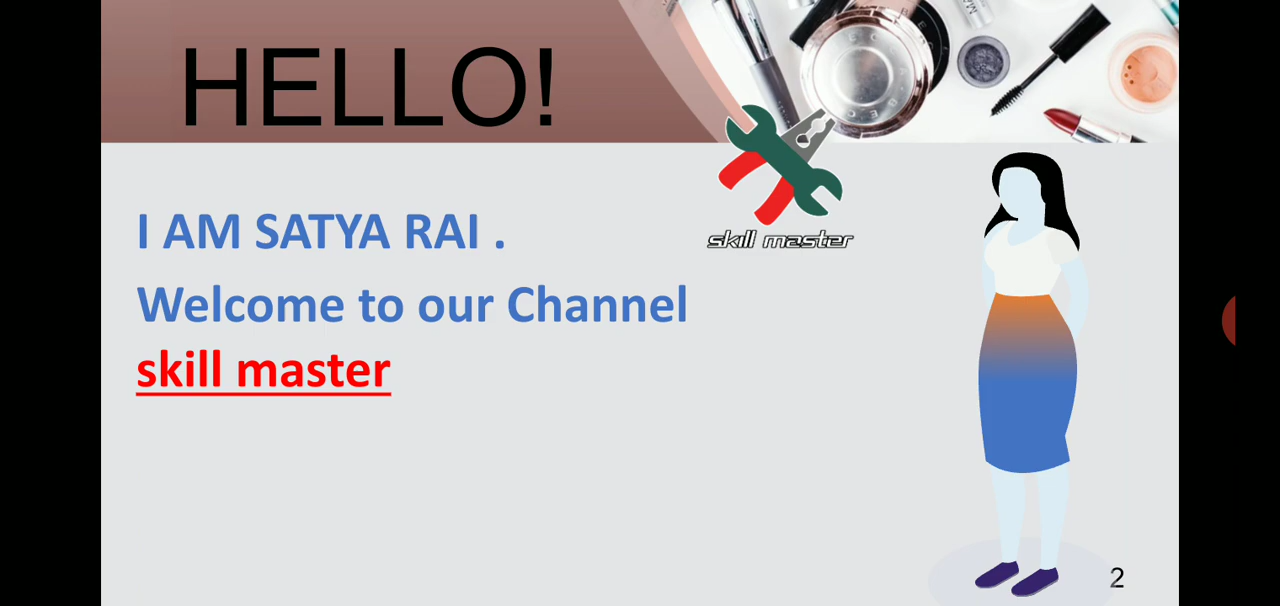 HELLO!
skill master
I AM SATYA RAI .
Welcome to our Channel
skill master
2